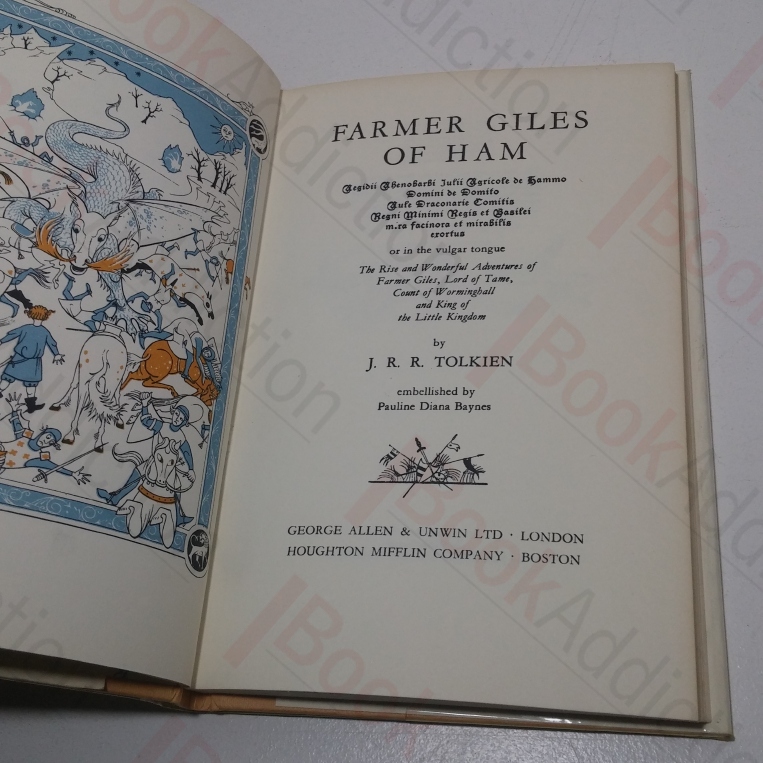 FARMER GILES
OF HAM
Aegidii Ahenobarbi Julii Agricole de Hammo
Domini de Domito
Aule Draconarie Comitis
Regni Minimi Regis et Basilei
mira facinora et mirabilis
exortus
or in the vulgar tongue
The Rise and Wonderful Adventures of
Farmer Giles, Lord of Tame,
Count of Worminghall
and King of
the Little Kingdom
by
J. R. R. TOLKIEN
embellished by
Pauline Diana Baynes
GEORGE ALLEN & UNWIN LTD · LONDON
HOUGHTON MIFFLIN COMPANY · BOSTON
BookAddiction